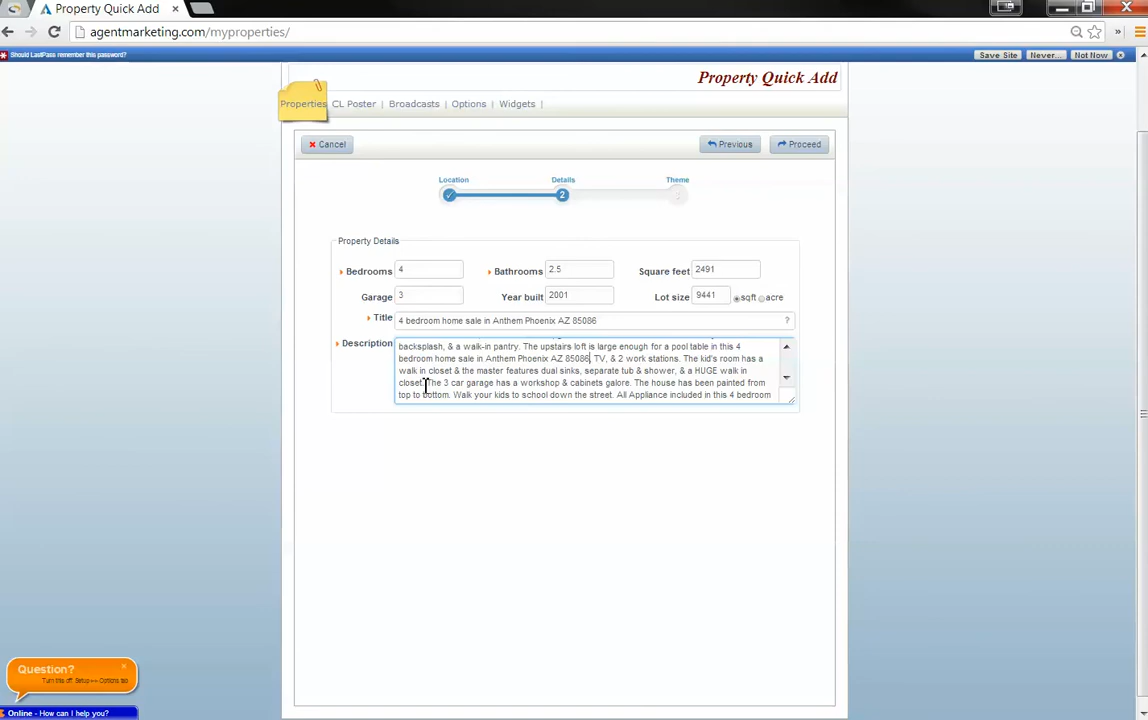 Property Quick Add
agentmarketing.com/myproperties/
Should LastPass remember this password?
Save Site
Never...
Not Now
Property Quick Add
Properties
CL Poster
Broadcasts
Options
Widgets
Cancel
Previous
Proceed
Location
Details
Theme
2
Property Details
Bedrooms 4
Bathrooms 2.5
Square feet 2491
Garage 3
Year built 2001
Lot size 9441 sqft acre
Title 4 bedroom home sale in Anthem Phoenix AZ 85086 ?
Description
backsplash, & a walk-in pantry. The upstairs loft is large enough for a pool table in this 4
bedroom home sale in Anthem Phoenix AZ 85086, TV, & 2 work stations. The kid's room has a
walk in closet & the master features dual sinks, separate tub & shower, & a HUGE walk in
closet. The 3 car garage has a workshop & cabinets galore. The house has been painted from
top to bottom. Walk your kids to school down the street. All Appliance included in this 4 bedroom
Question?
Turn this off: Setup -> Options tab
Online - How can I help you?